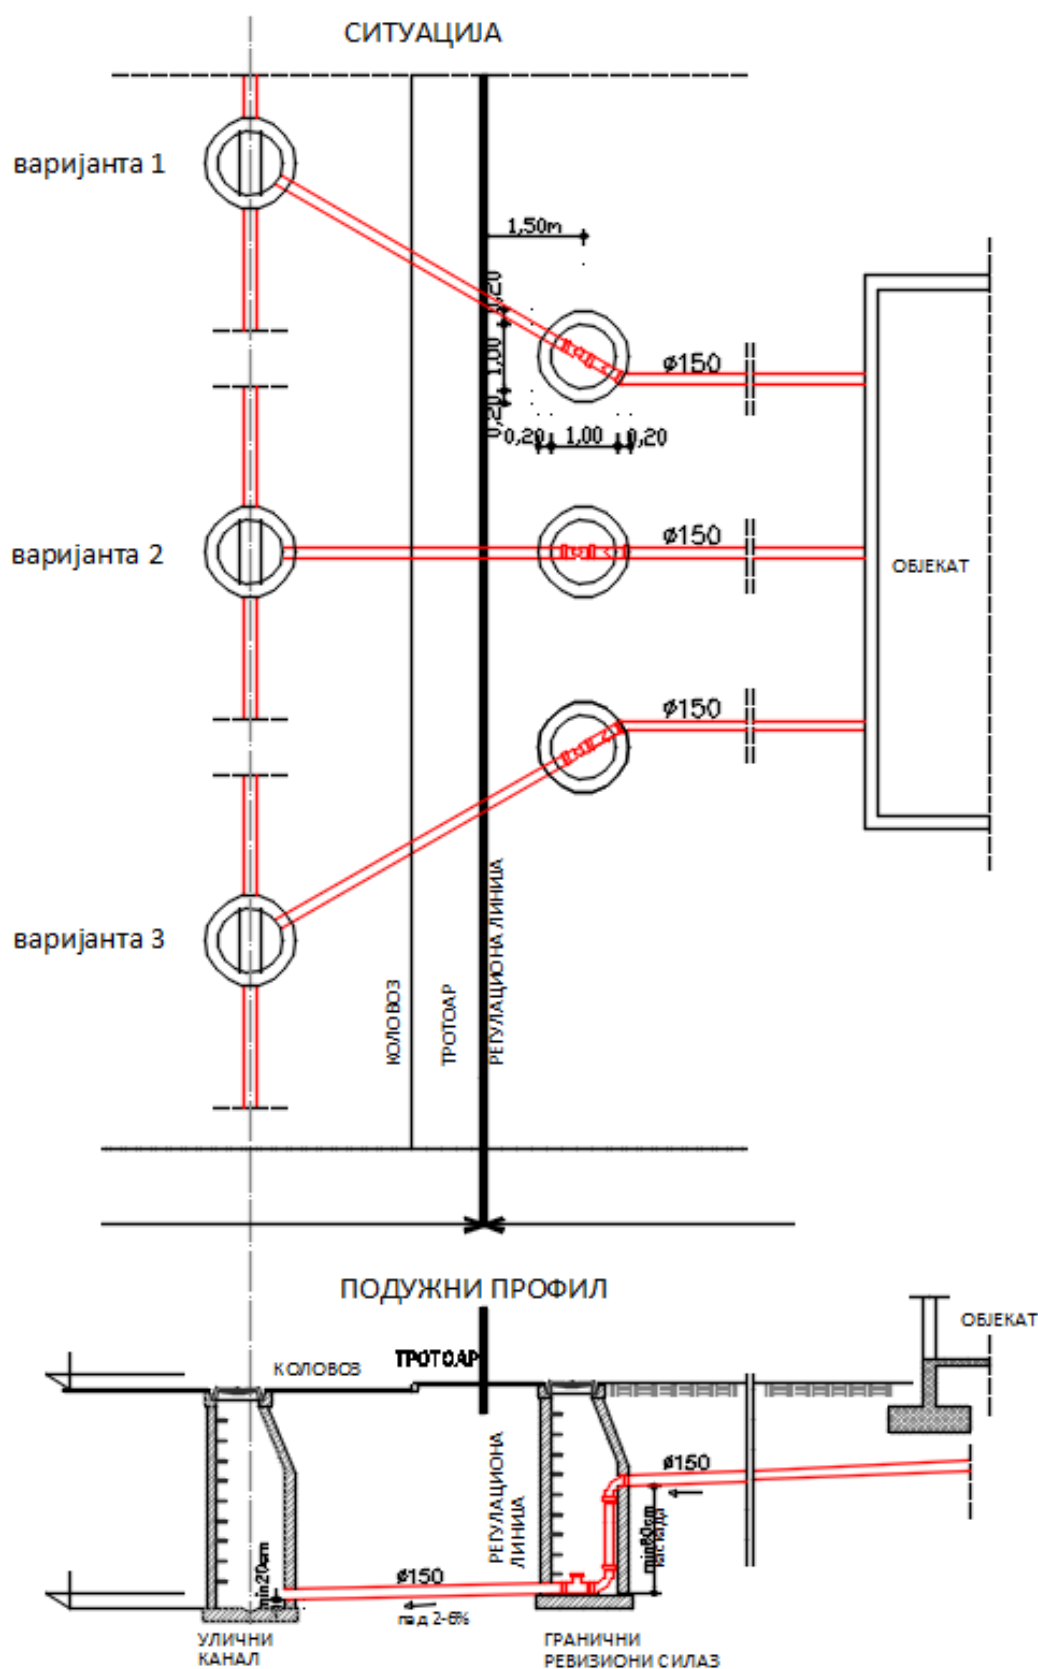 СИТУАЦИЈА
варијанта 1
1,50m
0,20
1,00
0,20
0,20
1,00
0,20
ø150
варијанта 2
ø150
ОБЈЕКАТ
ø150
варијанта 3
КОЛОВОЗ
ТРОТОАР
РЕГУЛАЦИОНА ЛИНИЈА
ПОДУЖНИ ПРОФИЛ
ОБЈЕКАТ
КОЛОВОЗ
ТРОТОАР
РЕГУЛАЦИОНА
ЛИНИЈА
ø150
min80cm
каскада
min20cm
ø150
пад 2-6%
УЛИЧНИ
КАНАЛ
ГРАНИЧНИ
РЕВИЗИОНИ СИЛАЗ